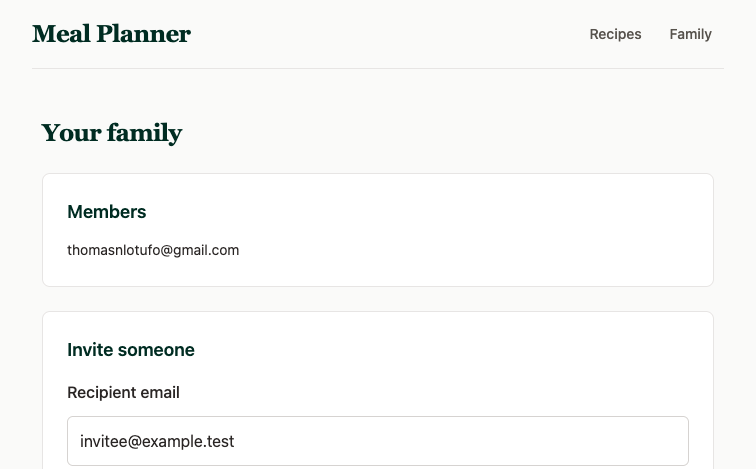 Meal Planner
Recipes
Family
Your family
Members
thomasnlotufo@gmail.com
Invite someone
Recipient email
invitee@example.test